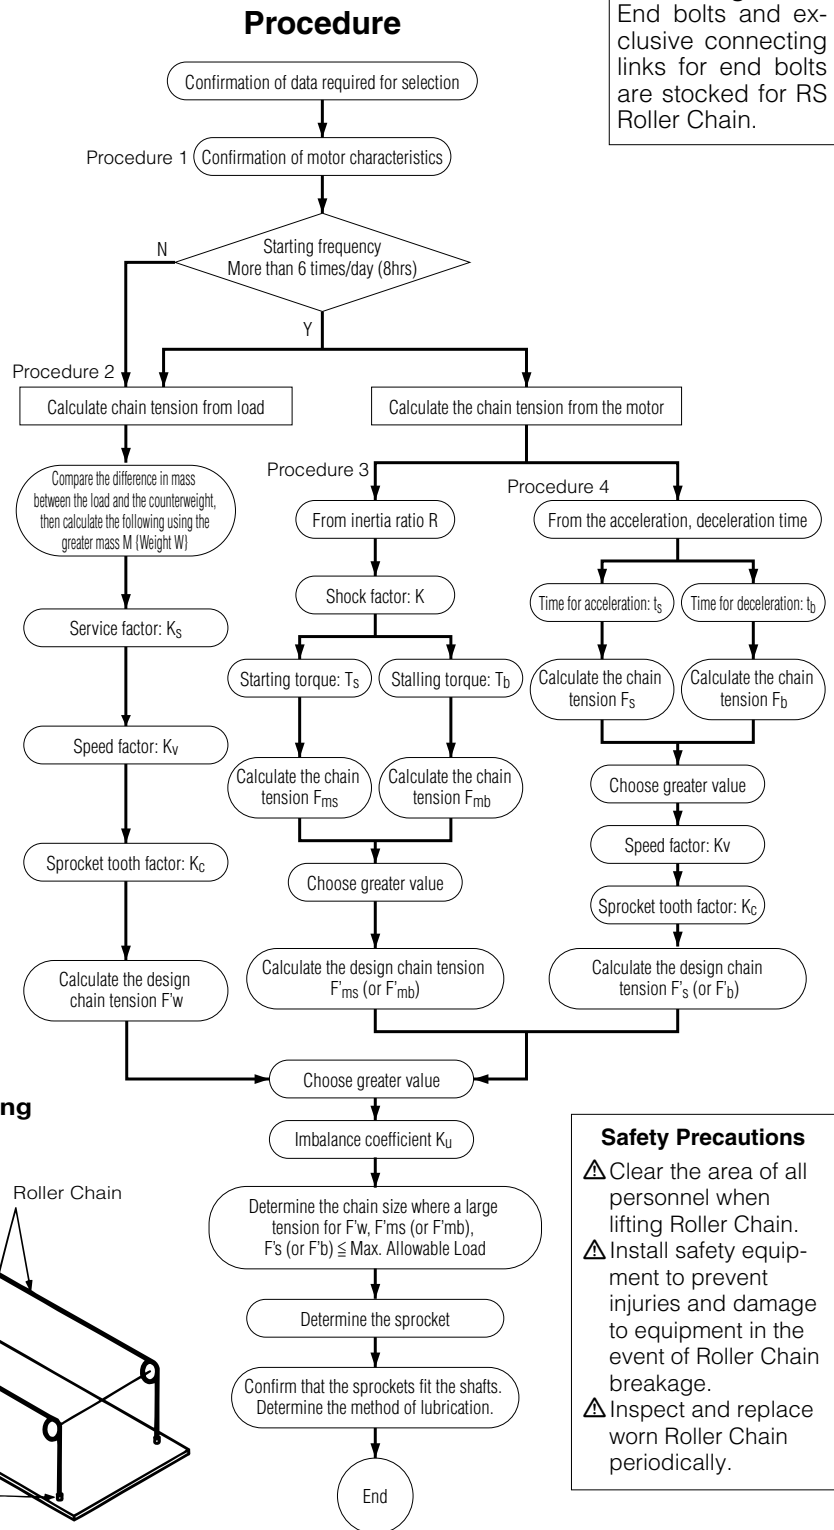 Procedure
End bolts and ex-
clusive connecting
links for end bolts
are stocked for RS
Roller Chain.
Confirmation of data required for selection
Procedure 1
Confirmation of motor characteristics
Starting frequency
More than 6 times/day (8hrs)
N
Y
Procedure 2
Calculate chain tension from load
Calculate the chain tension from the motor
Compare the difference in mass
between the load and the counterweight,
then calculate the following using the
greater mass M {Weight W}
Service factor: Ks
Speed factor: Kv
Sprocket tooth factor: Kc
Calculate the design
chain tension F'w
Procedure 3
From inertia ratio R
Shock factor: K
Starting torque: Ts
Stalling torque: Tb
Calculate the chain
tension Fms
Calculate the chain
tension Fmb
Choose greater value
Calculate the design chain tension
F'ms (or F'mb)
Procedure 4
From the acceleration, deceleration time
Time for acceleration: ts
Time for deceleration: tb
Calculate the chain
tension Fs
Calculate the chain
tension Fb
Choose greater value
Speed factor: Kv
Sprocket tooth factor: Kc
Calculate the design chain
tension F's (or F'b)
Choose greater value
Imbalance coefficient Ku
Determine the chain size where a large
tension for F'w, F'ms (or F'mb),
F's (or F'b) ≦ Max. Allowable Load
Determine the sprocket
Confirm that the sprockets fit the shafts.
Determine the method of lubrication.
End
ng
Roller Chain
Safety Precautions
⚠ Clear the area of all
personnel when
lifting Roller Chain.
⚠ Install safety equip-
ment to prevent
injuries and damage
to equipment in the
event of Roller Chain
breakage.
⚠ Inspect and replace
worn Roller Chain
periodically.